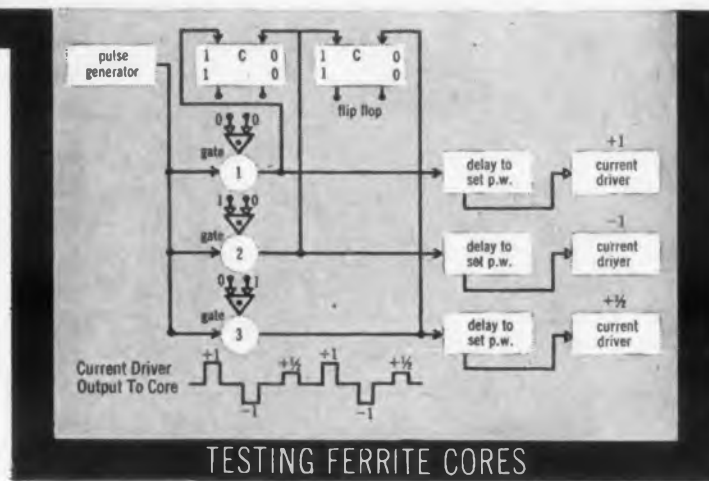 pulse
generator
1 C 0
1 0
1 C 0
1 0
flip flop
0 0
gate
1
+1
delay to
set p.w.
current
driver
1 0
gate
2
-1
delay to
set p.w.
current
driver
0 1
gate
3
+½
delay to
set p.w.
current
driver
Current Driver
Output To Core
+1 -1 +½ +1 -1 +½
TESTING FERRITE CORES